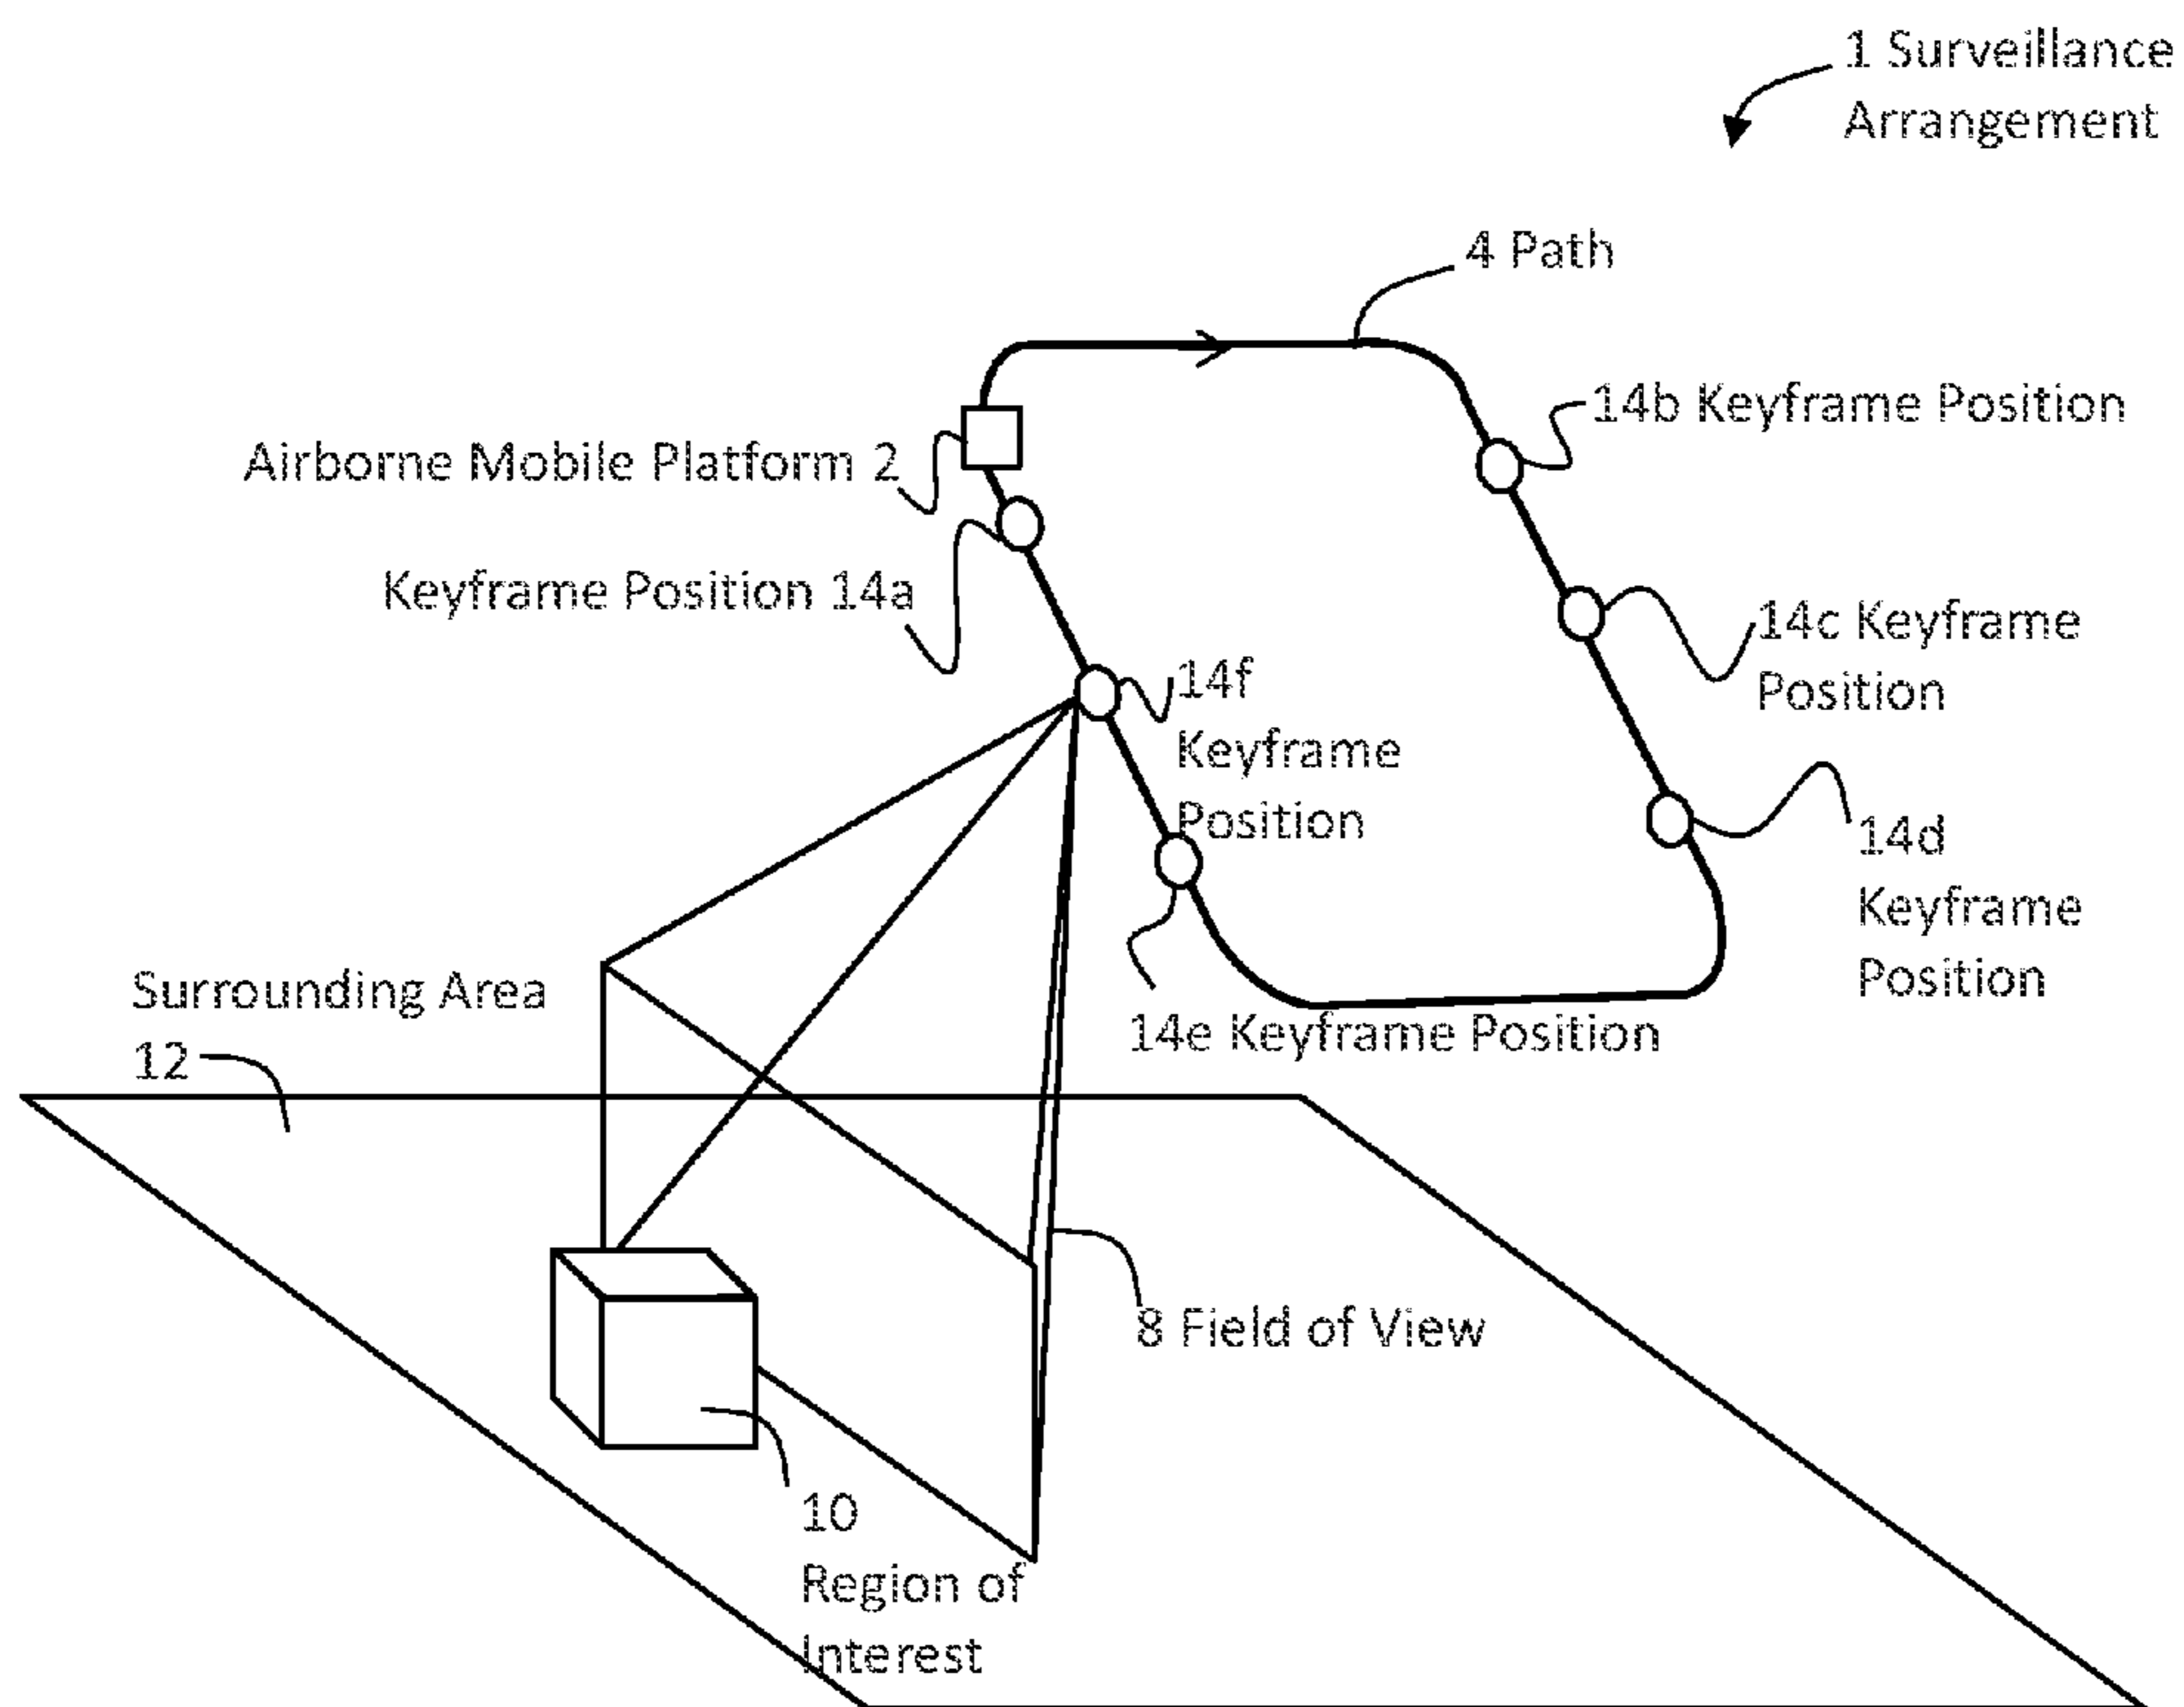 1 Surveillance
Arrangement
4 Path
14b Keyframe Position
Airborne Mobile Platform 2
Keyframe Position 14a
14c Keyframe
Position
14f
Keyframe
Position
14d
Keyframe
Position
Surrounding Area
12
14e Keyframe Position
8 Field of View
10
Region of
Interest